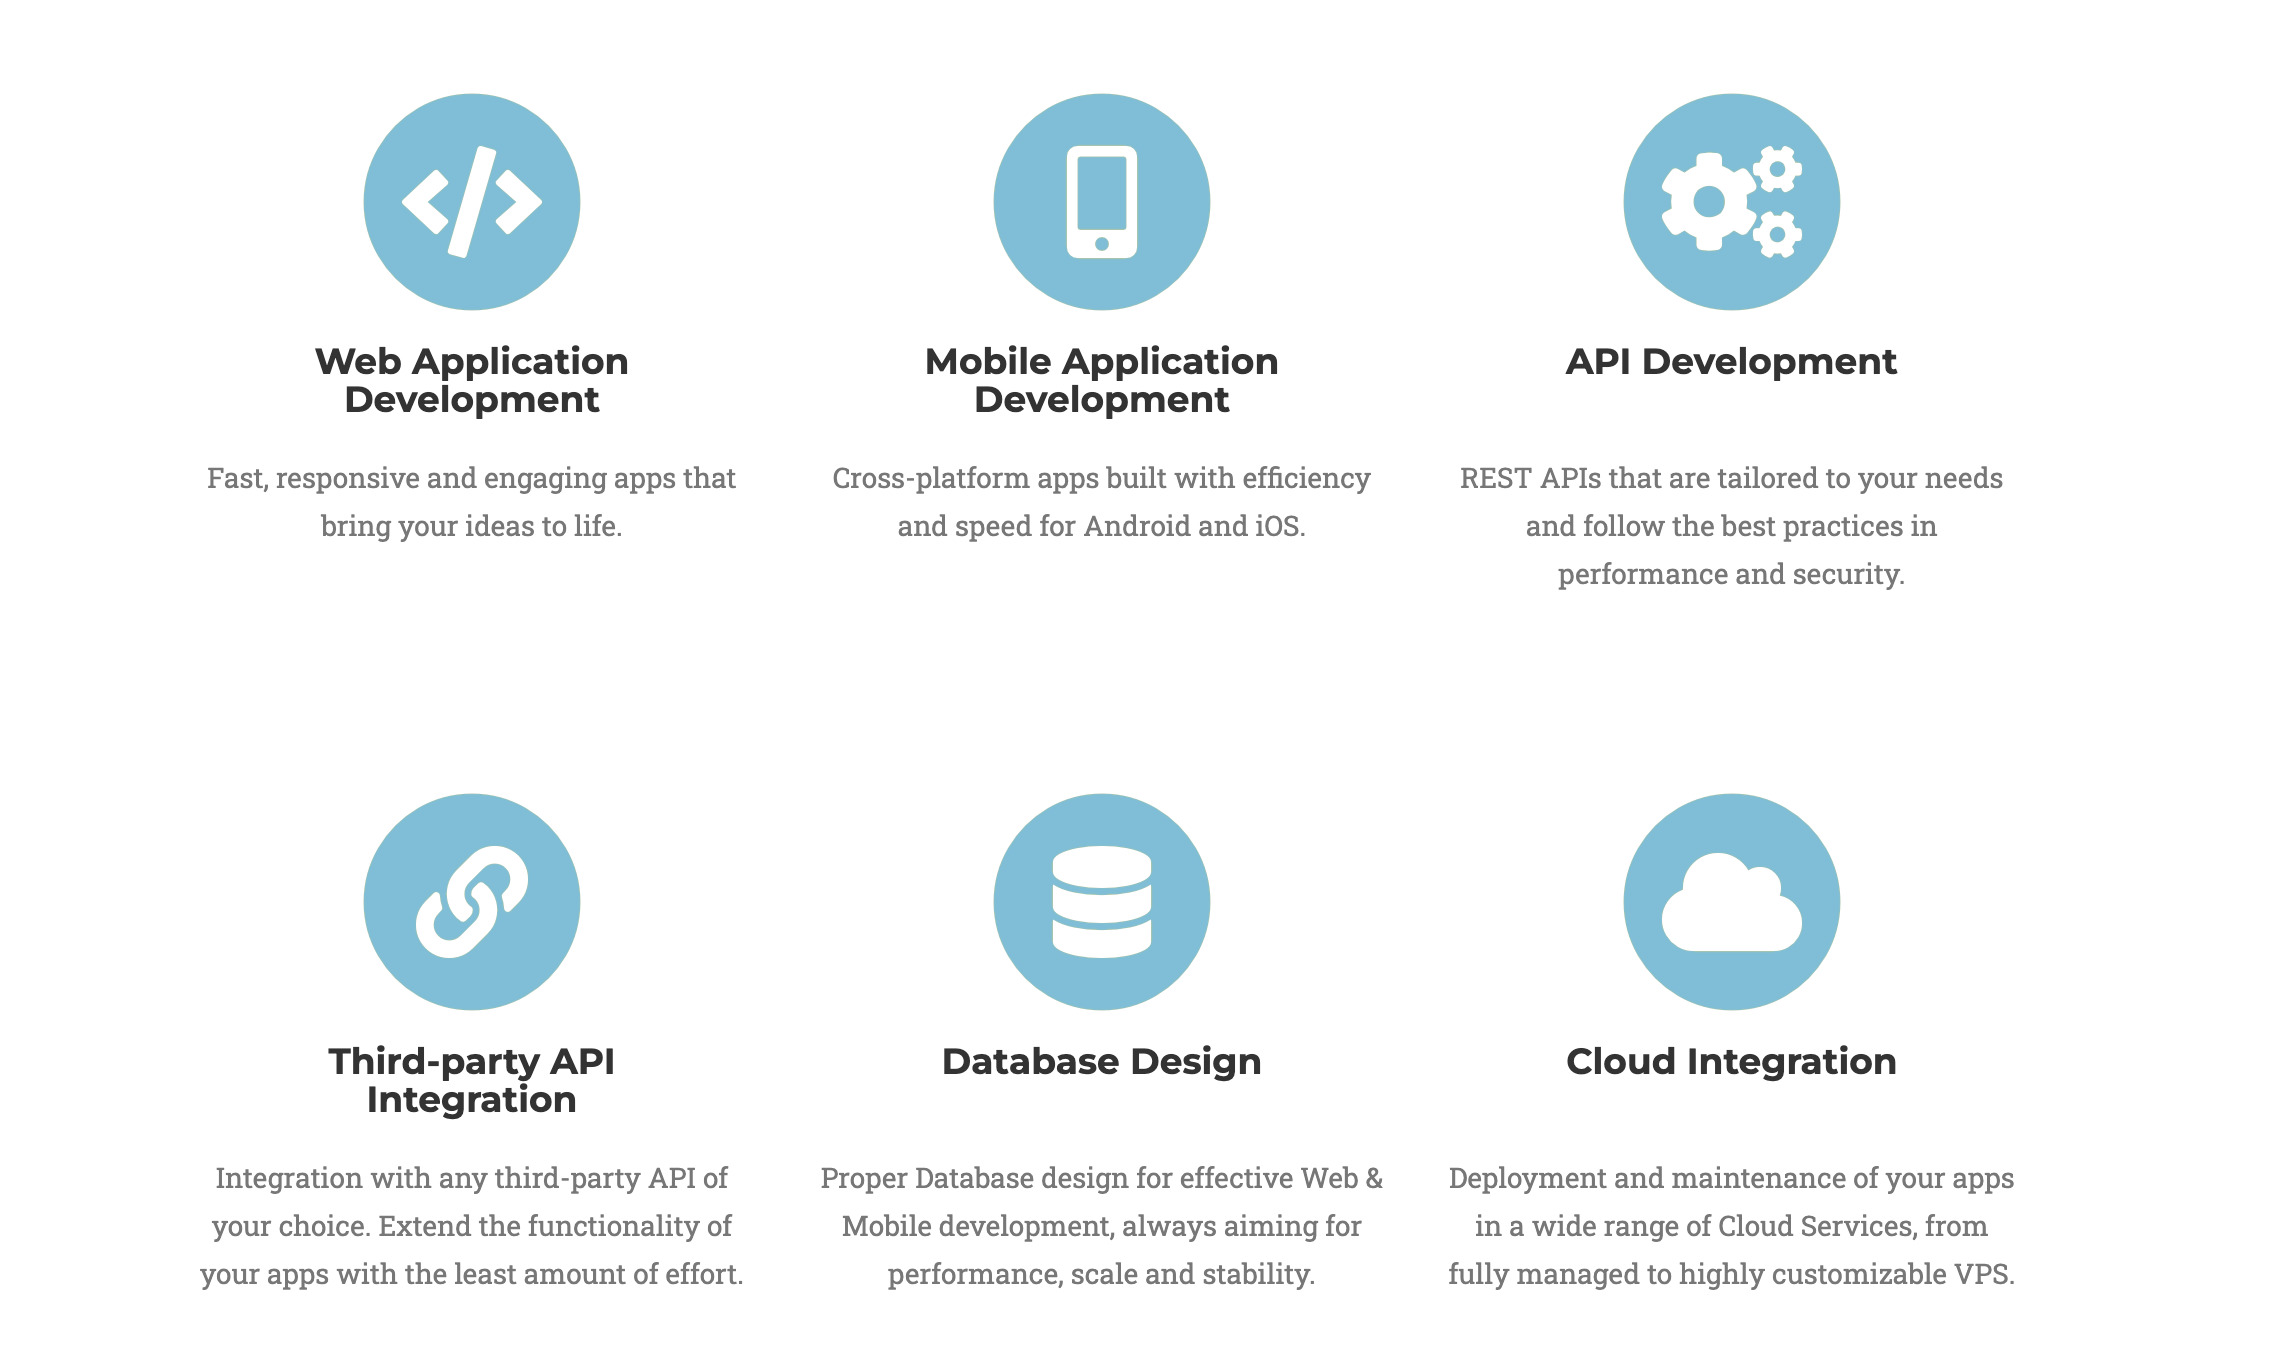 Web Application
Development
Fast, responsive and engaging apps that
bring your ideas to life.
Mobile Application
Development
Cross-platform apps built with efficiency
and speed for Android and iOS.
API Development
REST APIs that are tailored to your needs
and follow the best practices in
performance and security.
Third-party API
Integration
Integration with any third-party API of
your choice. Extend the functionality of
your apps with the least amount of effort.
Database Design
Proper Database design for effective Web &
Mobile development, always aiming for
performance, scale and stability.
Cloud Integration
Deployment and maintenance of your apps
in a wide range of Cloud Services, from
fully managed to highly customizable VPS.